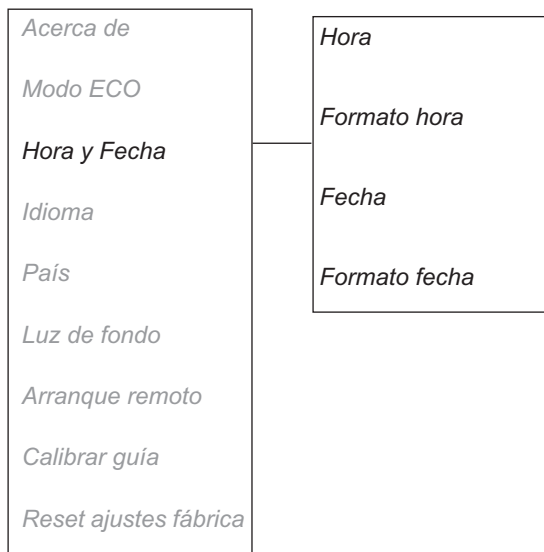 Acerca de
Modo ECO
Hora y Fecha
Idioma
País
Luz de fondo
Arranque remoto
Calibrar guía
Reset ajustes fábrica
Hora
Formato hora
Fecha
Formato fecha